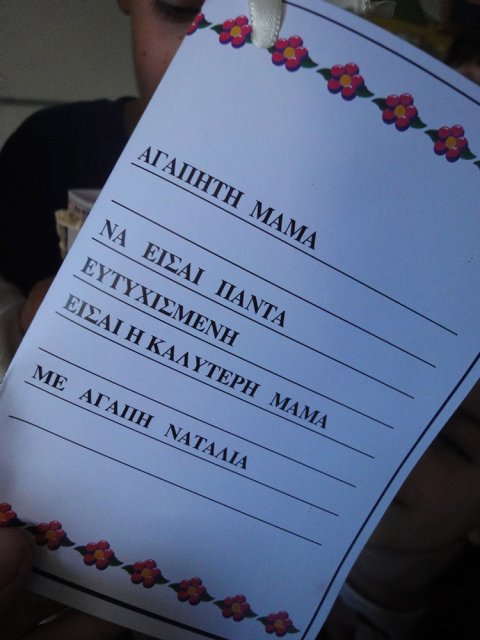 ΑΓΑΠΗΤΗ ΜΑΜΑ
ΝΑ ΕΙΣΑΙ ΠΑΝΤΑ
ΕΥΤΥΧΙΣΜΕΝΗ
ΕΙΣΑΙ Η ΚΑΛΥΤΕΡΗ ΜΑΜΑ
ΜΕ ΑΓΑΠΗ ΝΑΤΑΛΙΑ